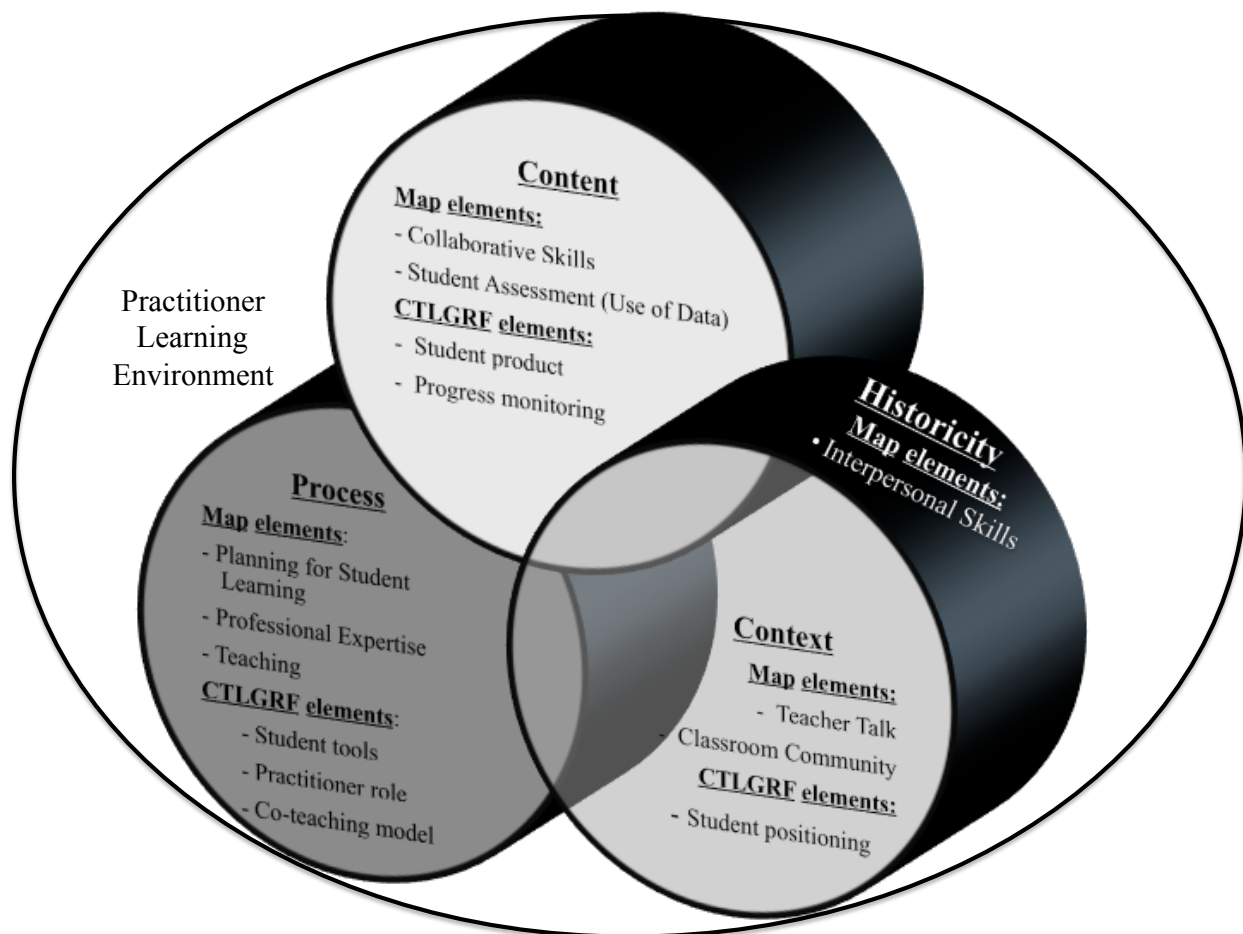 Content
Map elements:
- Collaborative Skills
- Student Assessment (Use of Data)
CTLGRF elements:
- Student product
- Progress monitoring
Practitioner
Learning
Environment
Historicity
Map elements:
• Interpersonal Skills
Process
Map elements:
- Planning for Student
Learning
- Professional Expertise
- Teaching
CTLGRF elements:
- Student tools
- Practitioner role
- Co-teaching model
Context
Map elements:
- Teacher Talk
- Classroom Community
CTLGRF elements:
- Student positioning